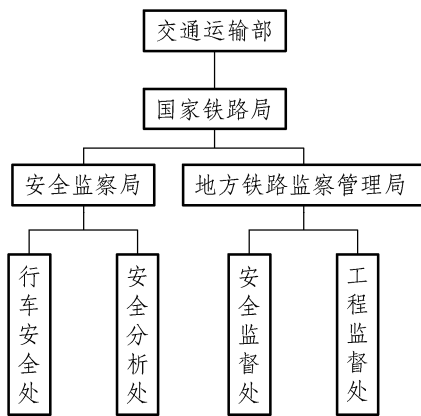 交通运输部
国家铁路局
安全监察局
地方铁路监察管理局
行车安全处
安全分析处
安全监督处
工程监督处